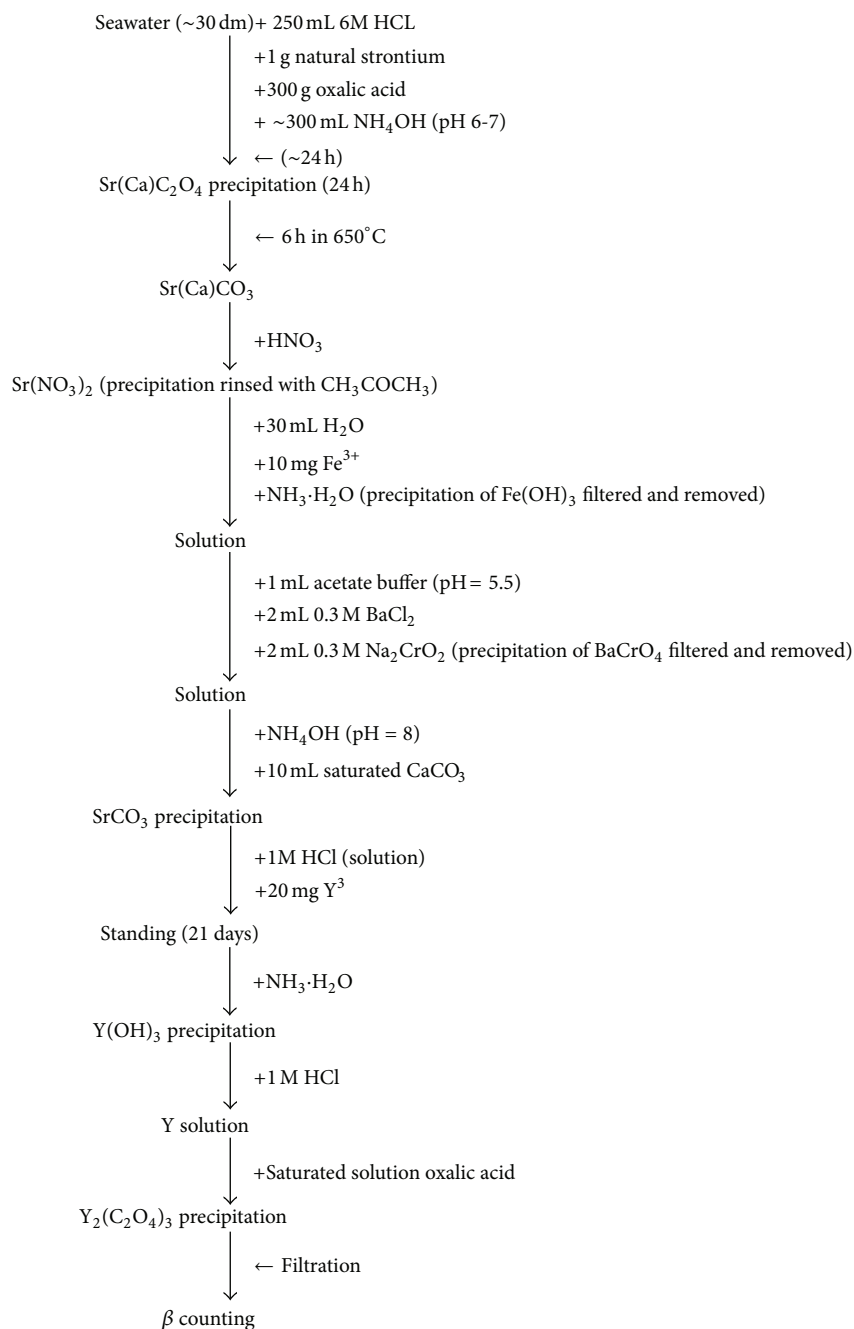 Seawater (~30 dm)+ 250 mL 6M HCL
+1 g natural strontium
+300 g oxalic acid
+ ~300 mL NH₄OH (pH 6-7)
← (~24 h)
Sr(Ca)C₂O₄ precipitation (24 h)
← 6 h in 650°C
Sr(Ca)CO₃
+HNO₃
Sr(NO₃)₂ (precipitation rinsed with CH₃COCH₃)
+30 mL H₂O
+10 mg Fe³⁺
+NH₃·H₂O (precipitation of Fe(OH)₃ filtered and removed)
Solution
+1 mL acetate buffer (pH = 5.5)
+2 mL 0.3 M BaCl₂
+2 mL 0.3 M Na₂CrO₂ (precipitation of BaCrO₄ filtered and removed)
Solution
+NH₄OH (pH = 8)
+10 mL saturated CaCO₃
SrCO₃ precipitation
+1M HCl (solution)
+20 mg Y³
Standing (21 days)
+NH₃·H₂O
Y(OH)₃ precipitation
+1 M HCl
Y solution
+Saturated solution oxalic acid
Y₂(C₂O₄)₃ precipitation
← Filtration
β counting